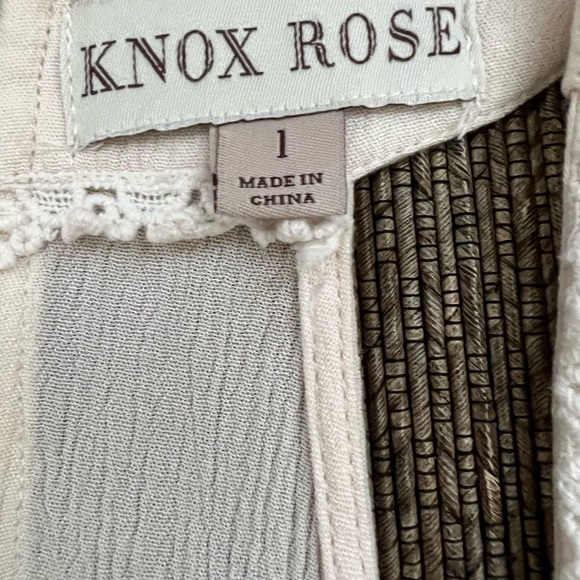 KNOX ROSE
1
MADE IN
CHINA